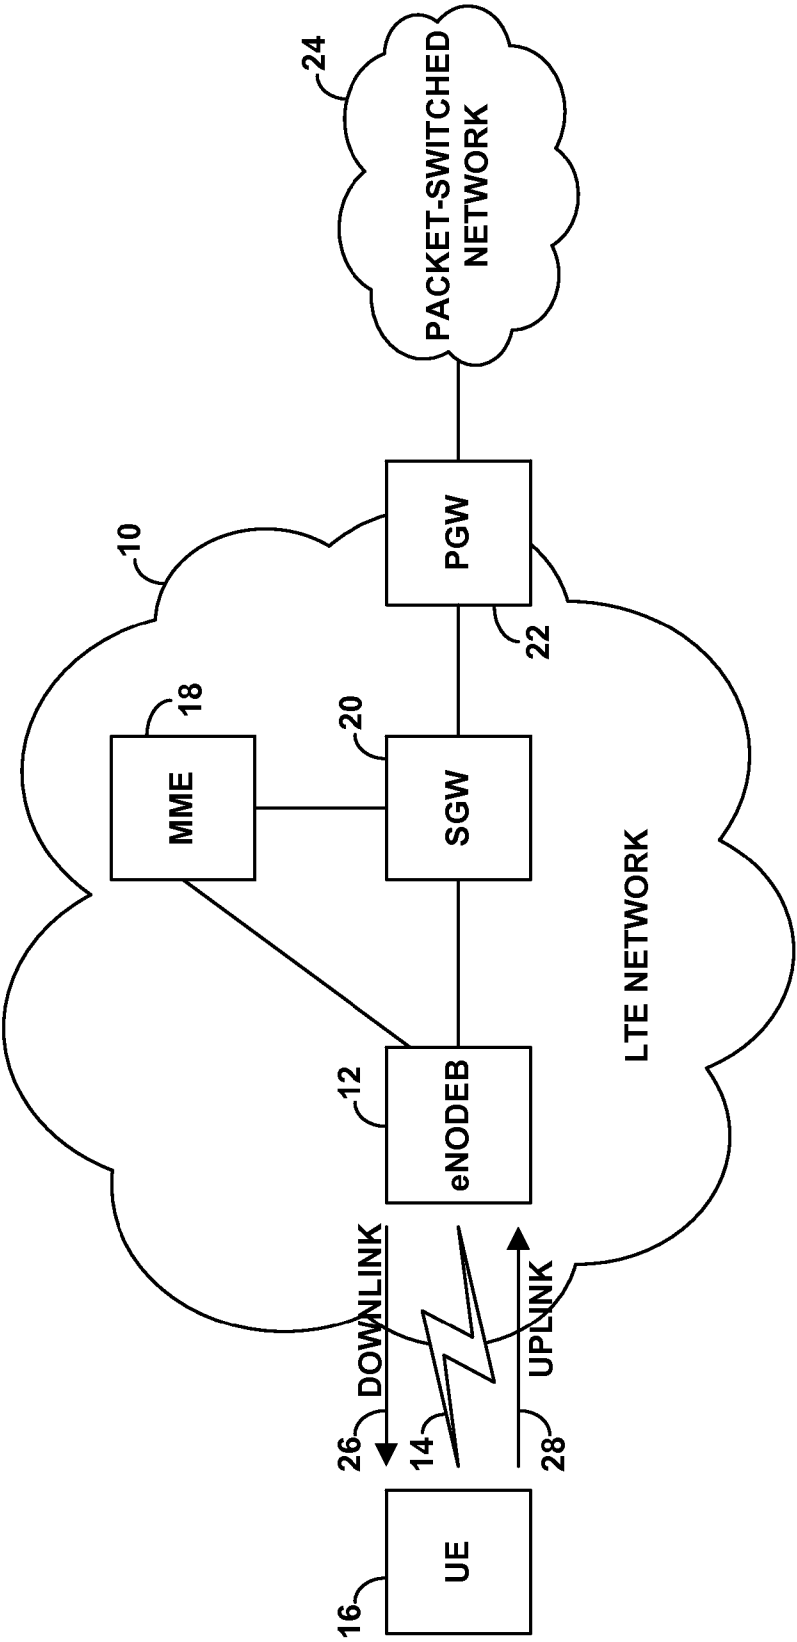 10
24
MME
18
PACKET-SWITCHED
NETWORK
16
26
DOWNLINK
12
20
UE
14
eNODEB
SGW
PGW
28
UPLINK
22
LTE NETWORK